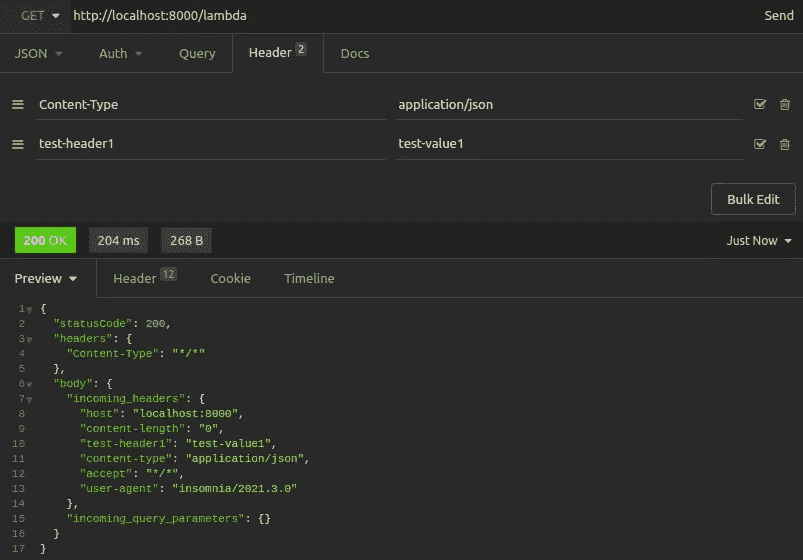 GET http://localhost:8000/lambda Send
JSON Auth Query Header 2 Docs
Content-Type application/json
test-header1 test-value1
Bulk Edit
200 OK 204 ms 268 B Just Now
Preview Header 12 Cookie Timeline
1 {
2 "statusCode": 200,
3 "headers": {
4 "Content-Type": "*/*"
5 },
6 "body": {
7 "incoming_headers": {
8 "host": "localhost:8000",
9 "content-length": "0",
10 "test-header1": "test-value1",
11 "content-type": "application/json",
12 "accept": "*/*",
13 "user-agent": "insomnia/2021.3.0"
14 },
15 "incoming_query_parameters": {}
16 }
17 }